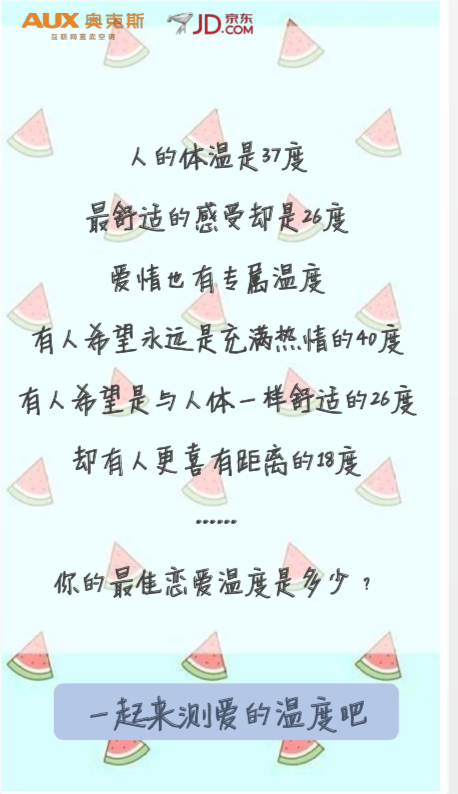 AUX 奥克斯
互联网直卖空调
JD 京东
.COM
人的体温是37度
最舒适的感受却是26度
爱情也有专属温度
有人希望永远是充满热情的40度
有人希望是与人体一样舒适的26度
却有人更喜有距离的18度
......
你的最佳恋爱温度是多少？
一起来测爱的温度吧